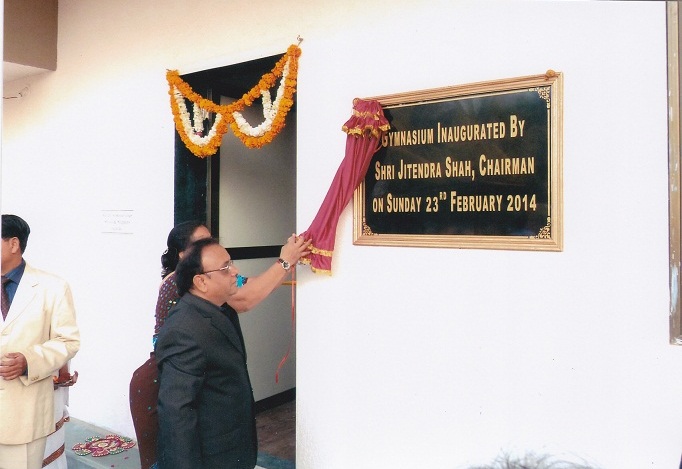 GYMNASIUM INAUGURATED BY
SHRI JITENDRA SHAH, CHAIRMAN
ON SUNDAY 23RD FEBRUARY 2014